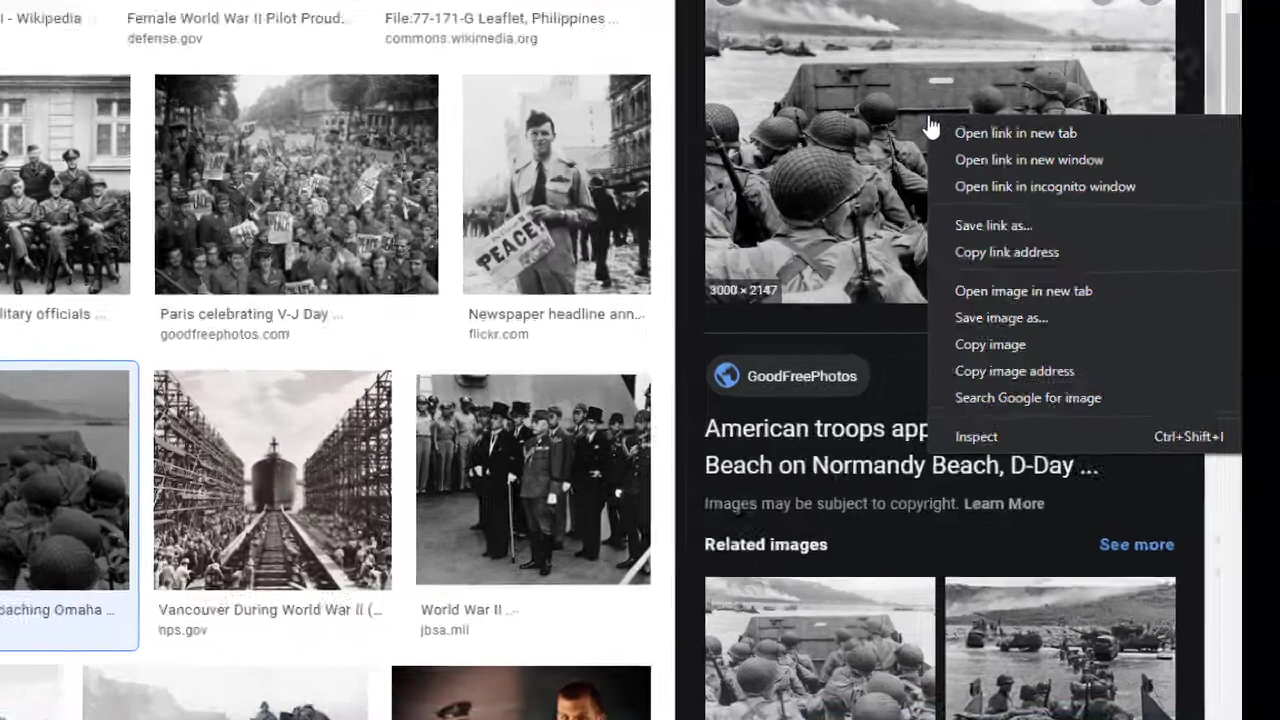 I - Wikipedia
Female World War II Pilot Proud...
defense.gov
File:77-171-G Leaflet, Philippines ...
commons.wikimedia.org
PEACE!
litary officials ...
Paris celebrating V-J Day ...
goodfreephotos.com
Newspaper headline ann...
flickr.com
oaching Omaha ...
Vancouver During World War II (...
nps.gov
World War II ...
jbsa.mil
3000 × 2147
GoodFreePhotos
American troops app
Beach on Normandy Beach, D-Day ...
Images may be subject to copyright. Learn More
Related images
See more
Open link in new tab
Open link in new window
Open link in incognito window
Save link as...
Copy link address
Open image in new tab
Save image as...
Copy image
Copy image address
Search Google for image
Inspect
Ctrl+Shift+I